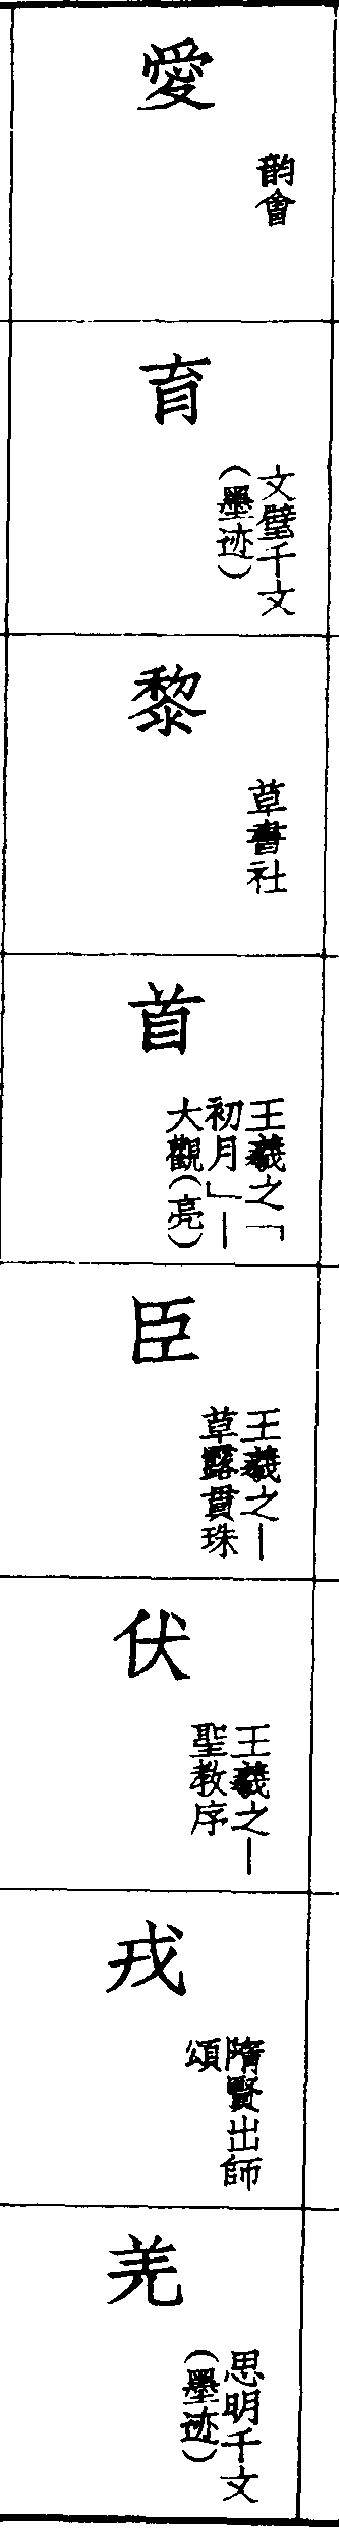 愛
韵會
育
文璧千文
(墨迹)
黎
草書社
首
王羲之「
初月」—
大觀(亮)
臣
王羲之—
草露貫珠
伏
王羲之—
聖教序
戎
隋賢出師
頌
羌
思明千文
(墨迹)